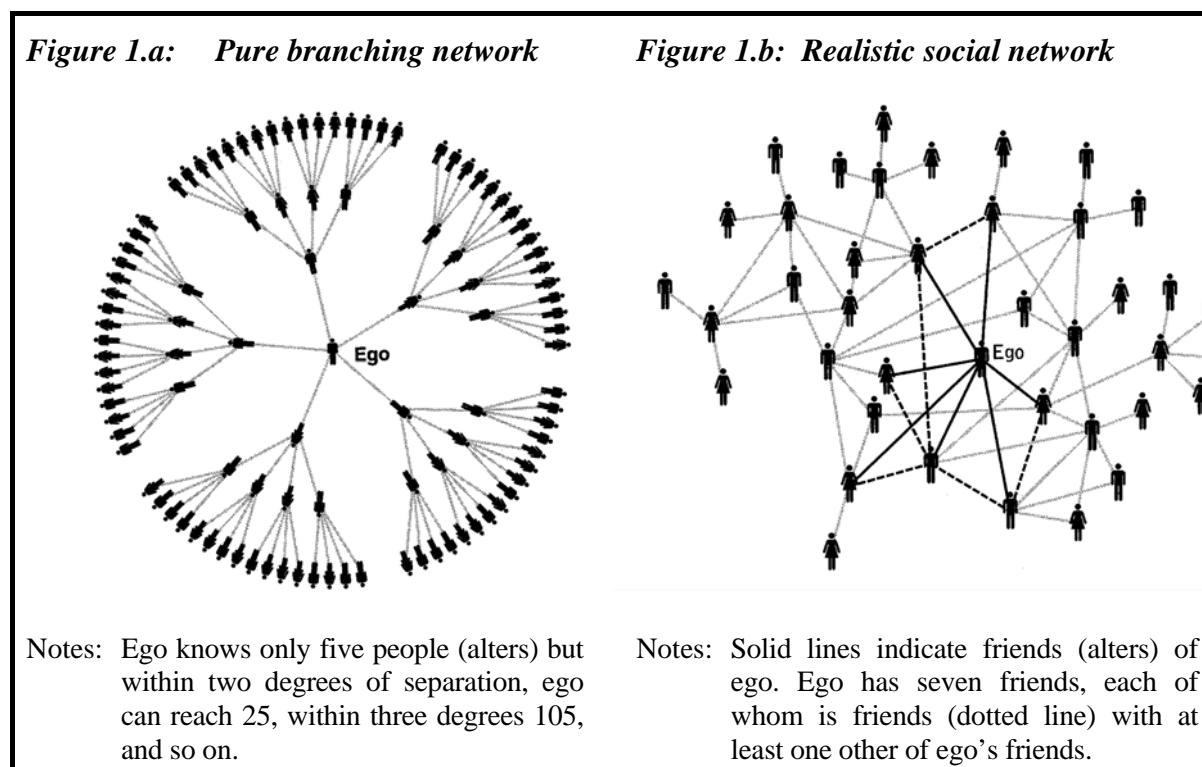 Figure 1.a: Pure branching network
Ego
Notes: Ego knows only five people (alters) but
within two degrees of separation, ego
can reach 25, within three degrees 105,
and so on.
Figure 1.b: Realistic social network
Ego
Notes: Solid lines indicate friends (alters) of
ego. Ego has seven friends, each of
whom is friends (dotted line) with at
least one other of ego's friends.